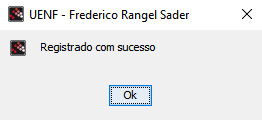 UENF - Frederico Rangel Sader
Registrado com sucesso
Ok